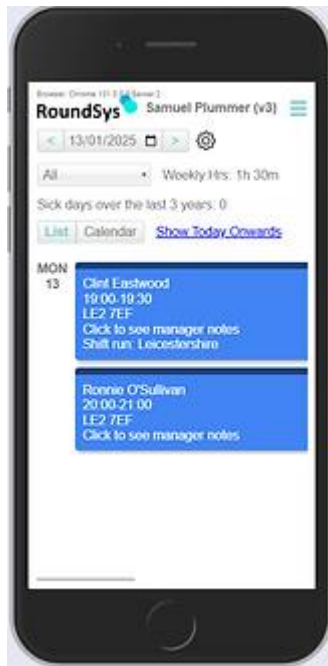 RoundSys
Samuel Plummer (v3)
< 13/01/2025 >
All
Weekly Hrs: 1h 30m
Sick days over the last 3 years: 0
List Calendar Show Today Onwards
MON
13
Clint Eastwood
19:00-19:30
LE2 7EF
Click to see manager notes
Shift run: Leicestershire
Ronnie O'Sullivan
20:00-21:00
LE2 7EF
Click to see manager notes